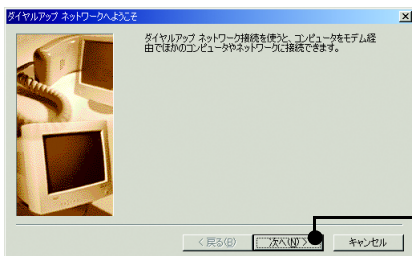 ダイヤルアップ ネットワークへようこそ
ダイヤルアップ ネットワーク接続を使うと、コンピュータをモデム経
由でほかのコンピュータやネットワークに接続できます。
< 戻る(B) 次へ(N) > キャンセル